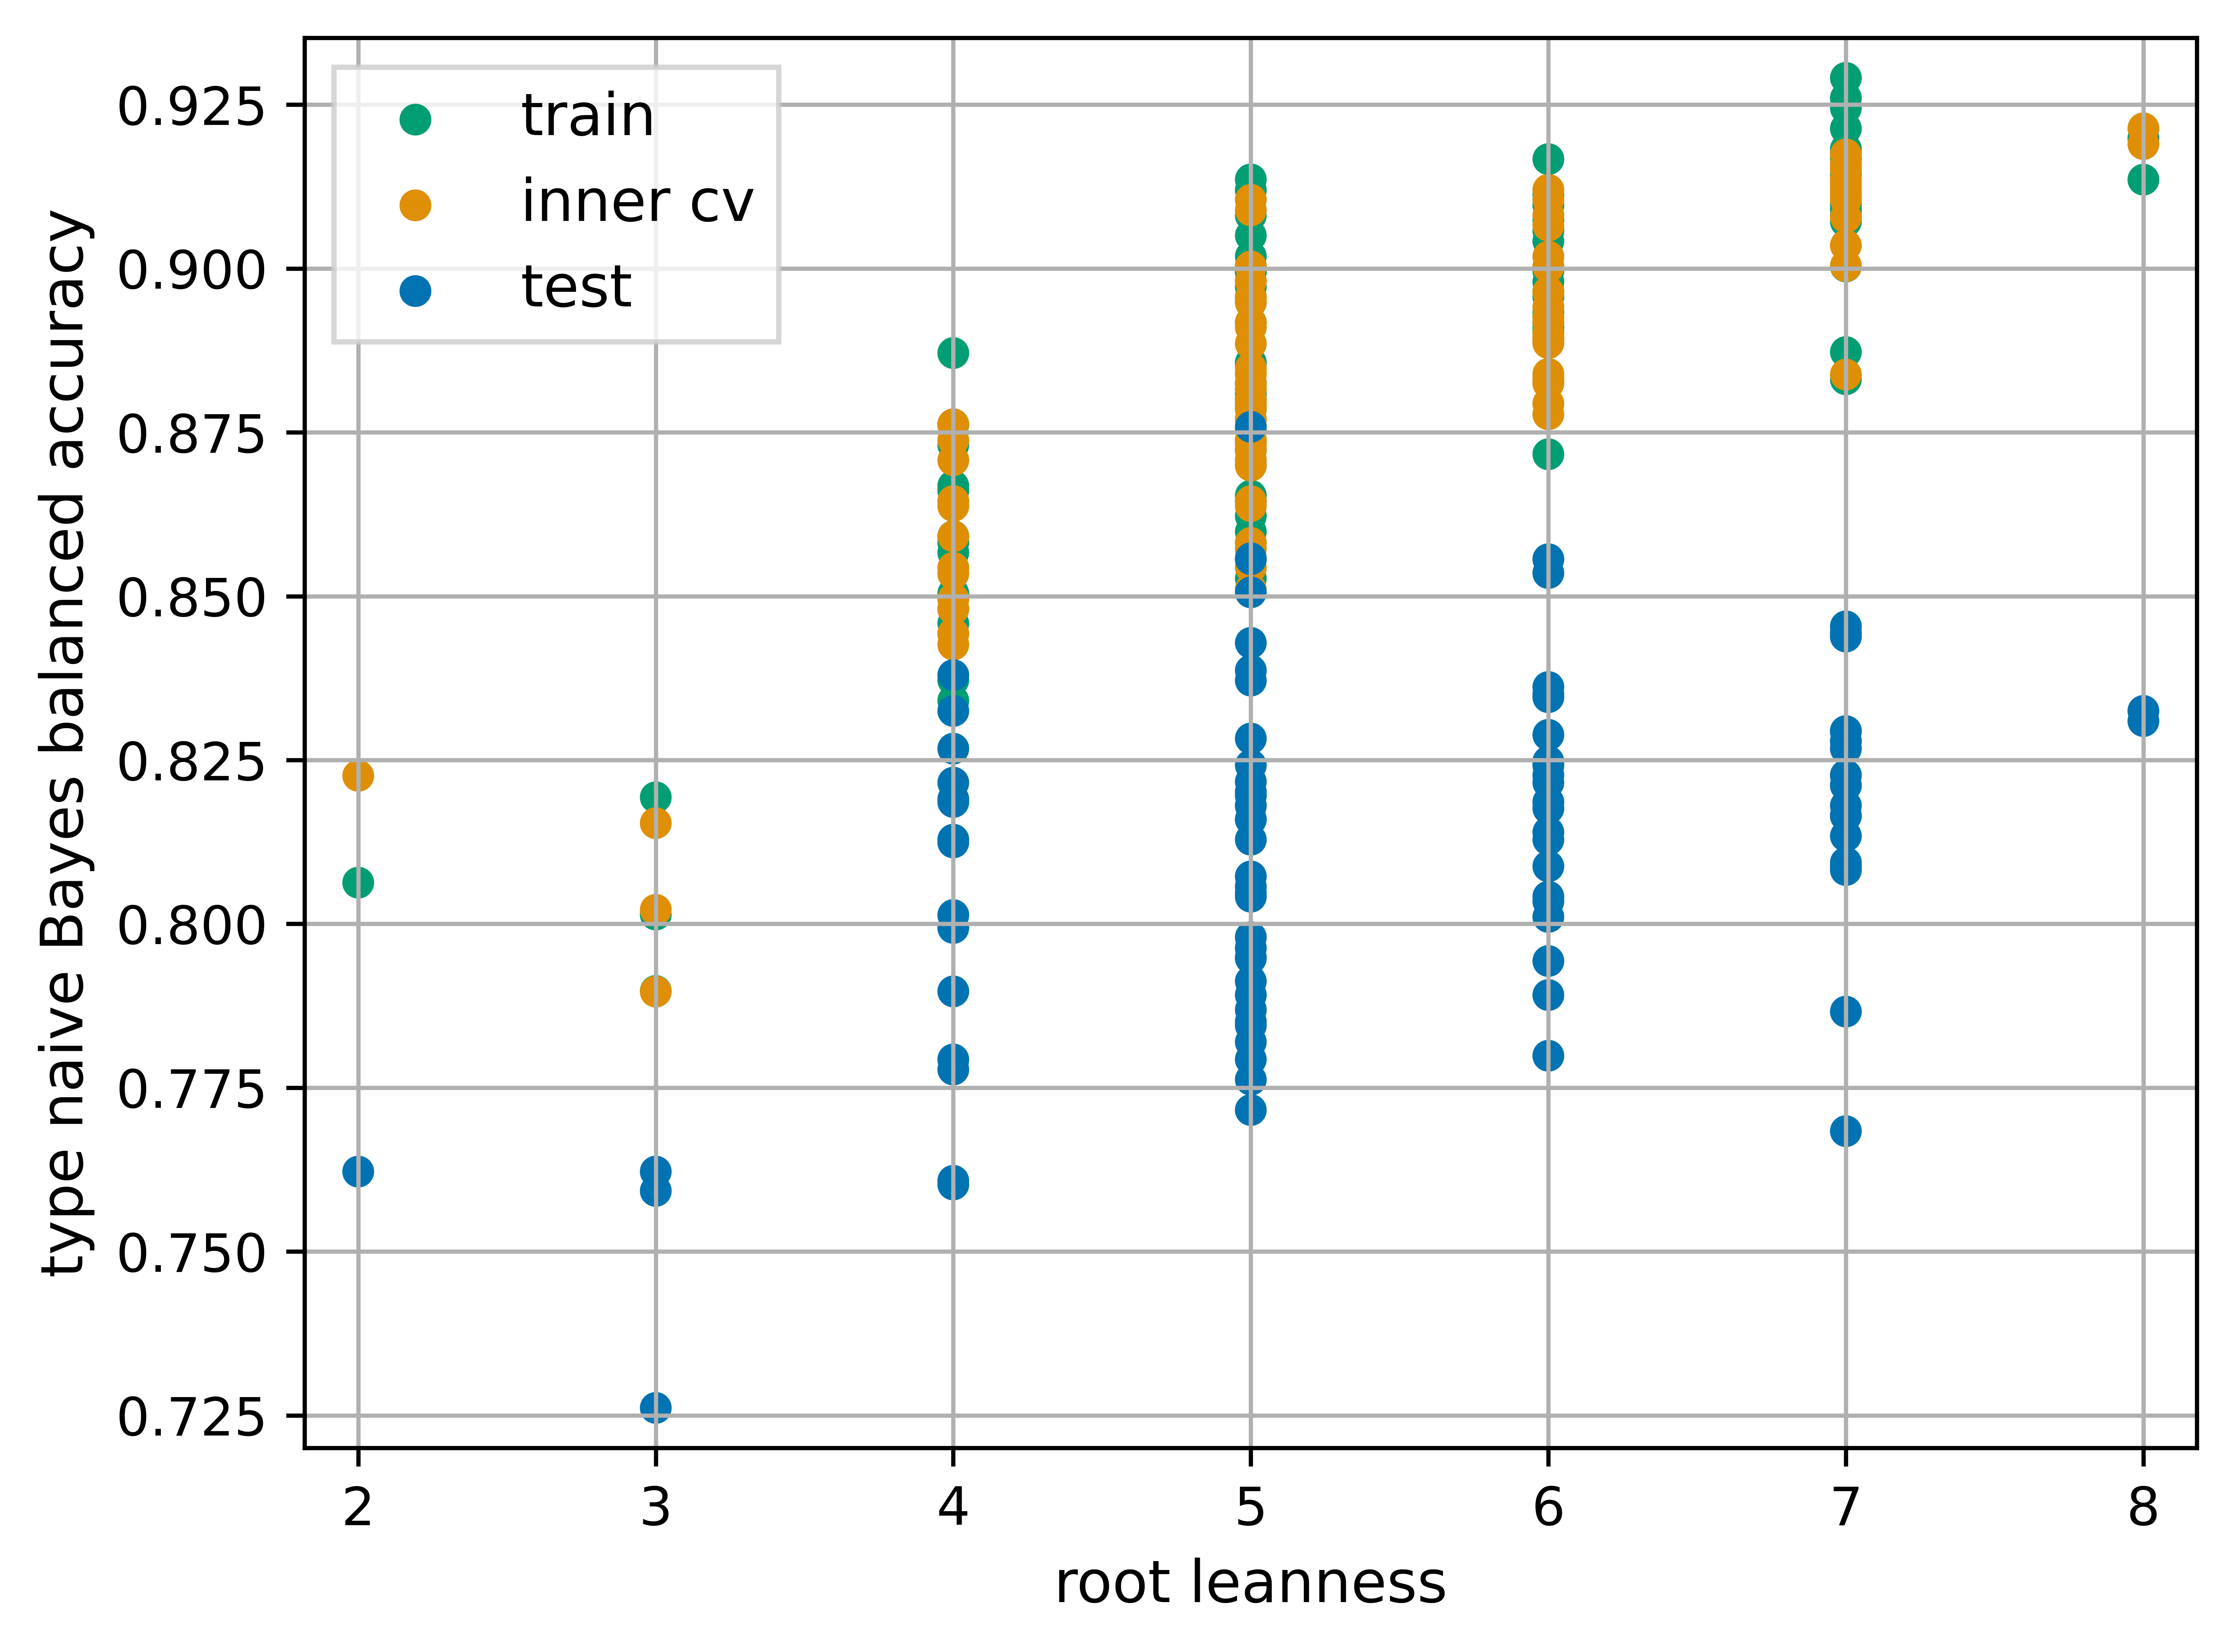 train
inner cv
test
type naive Bayes balanced accuracy
0.925
0.900
0.875
0.850
0.825
0.800
0.775
0.750
0.725
2 3 4 5 6 7 8
root leanness